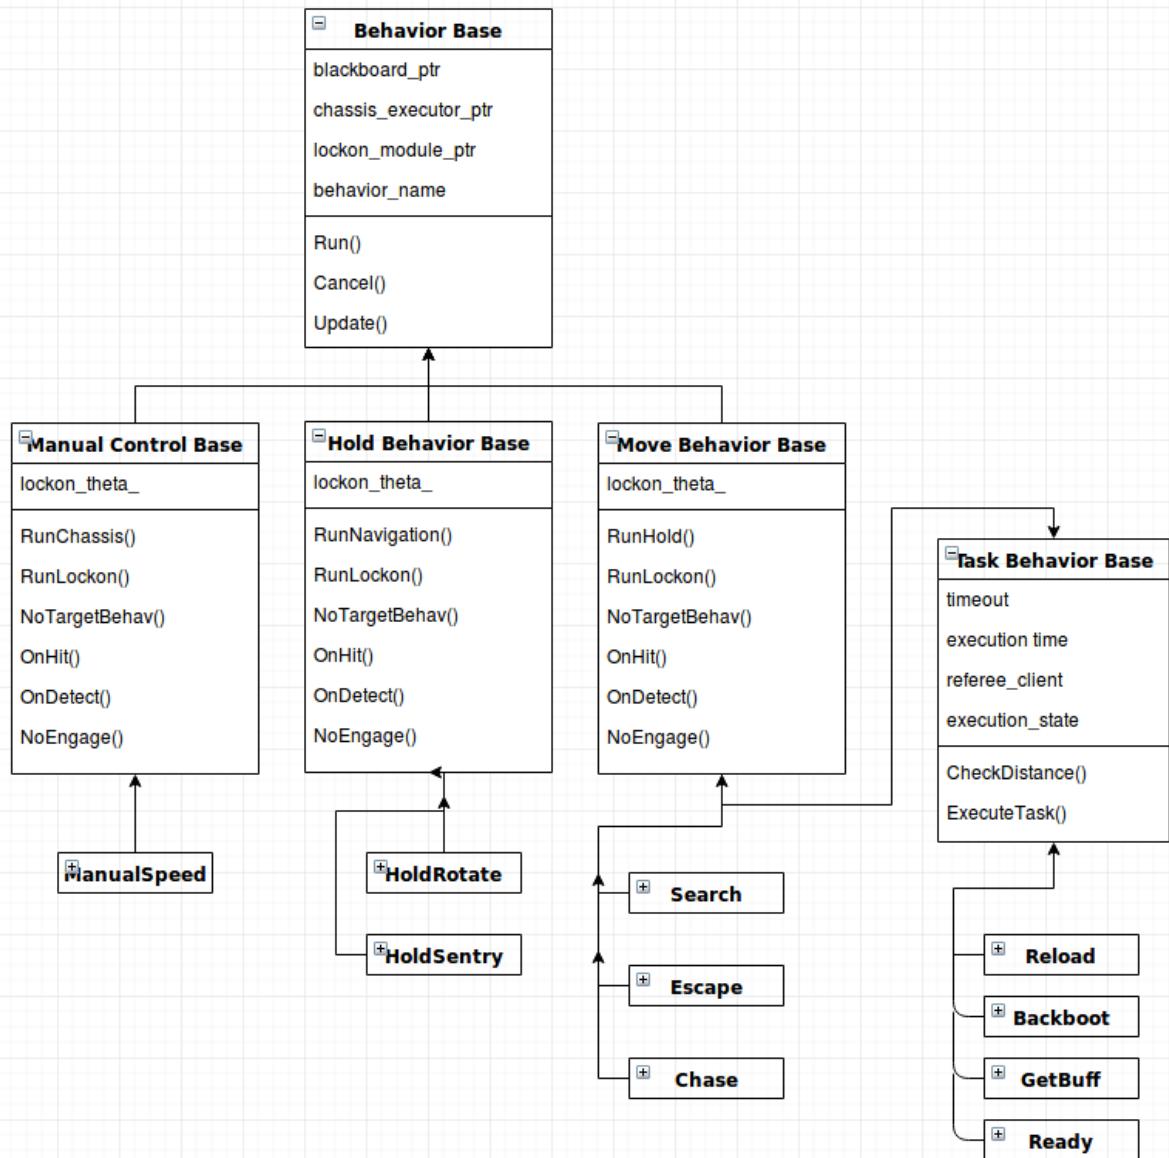 Behavior Base
blackboard_ptr
chassis_executor_ptr
lockon_module_ptr
behavior_name
Run()
Cancel()
Update()
Manual Control Base
lockon_theta_
RunChassis()
RunLockon()
NoTargetBehav()
OnHit()
OnDetect()
NoEngage()
Hold Behavior Base
lockon_theta_
RunNavigation()
RunLockon()
NoTargetBehav()
OnHit()
OnDetect()
NoEngage()
Move Behavior Base
lockon_theta_
RunHold()
RunLockon()
NoTargetBehav()
OnHit()
OnDetect()
NoEngage()
Task Behavior Base
timeout
execution time
referee_client
execution_state
CheckDistance()
ExecuteTask()
ManualSpeed
HoldRotate
HoldSentry
Search
Escape
Chase
Reload
Backboot
GetBuff
Ready